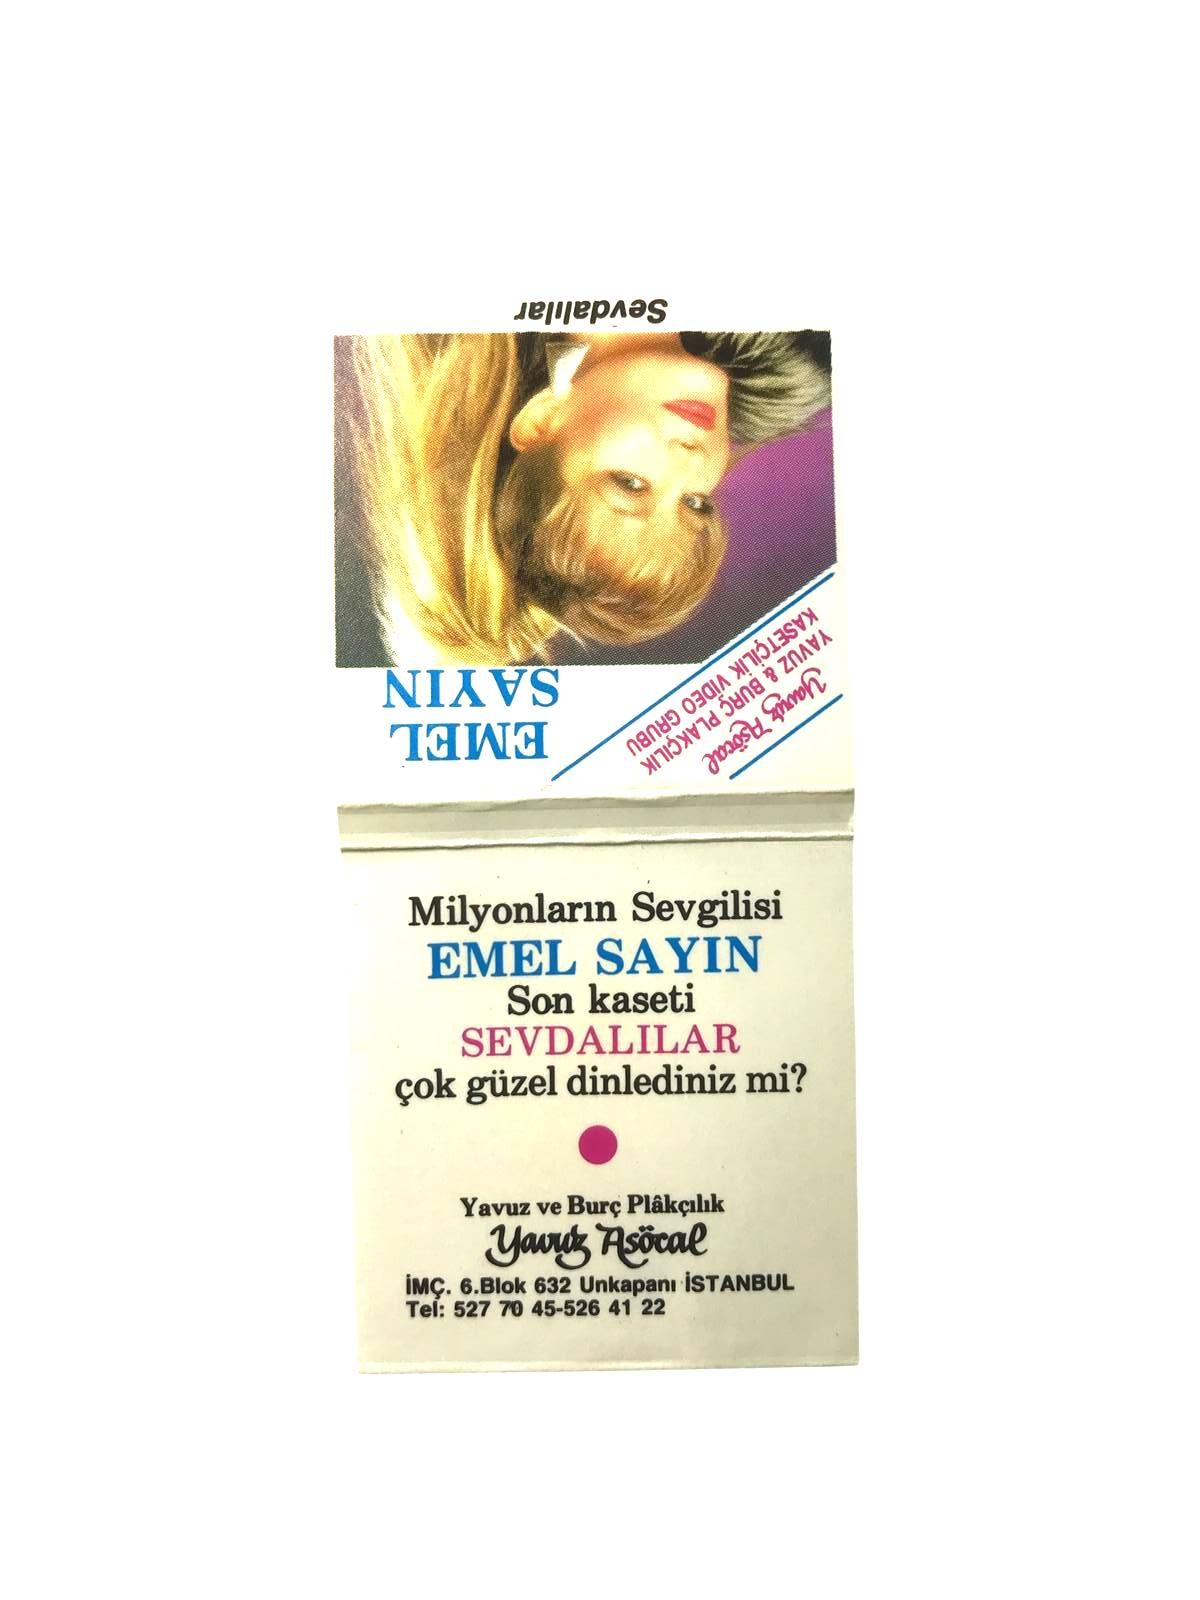 Sevdalılar
EMEL
SAYIN
Yavuz Asöcal
YAVUZ & BURÇ PLAKÇILIK
KASETÇİLİK VİDEO GRUBU
Milyonların Sevgilisi
EMEL SAYIN
Son kaseti
SEVDALILAR
çok güzel dinlediniz mi?
Yavuz ve Burç Plâkçılık
Yavuz Asöcal
İMÇ. 6.Blok 632 Unkapanı İSTANBUL
Tel: 527 70 45-526 41 22